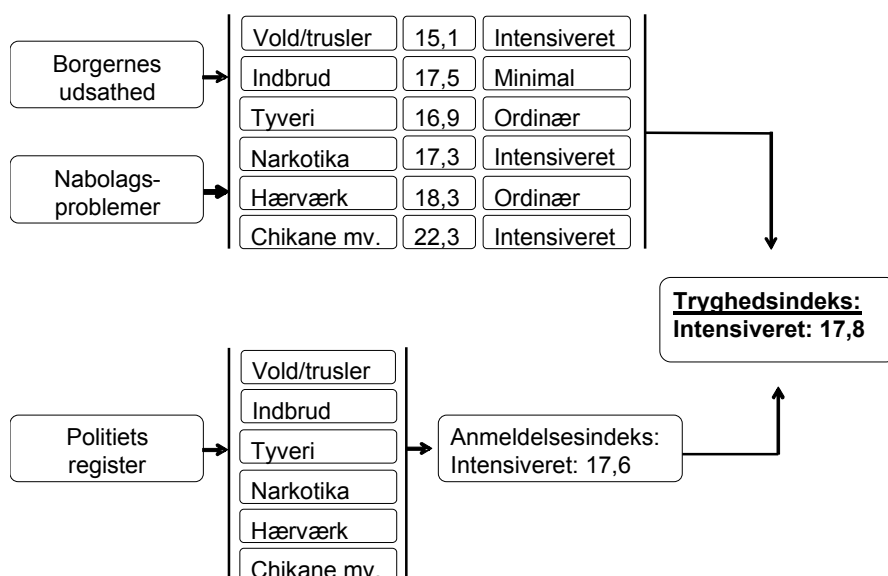 Borgernes
udsathed
Nabolags-
problemer
Vold/trusler 15,1 Intensiveret
Indbrud 17,5 Minimal
Tyveri 16,9 Ordinær
Narkotika 17,3 Intensiveret
Hærværk 18,3 Ordinær
Chikane mv. 22,3 Intensiveret
Tryghedsindeks:
Intensiveret: 17,8
Politiets
register
Vold/trusler
Indbrud
Tyveri
Narkotika
Hærværk
Chikane mv.
Anmeldelsesindeks:
Intensiveret: 17,6